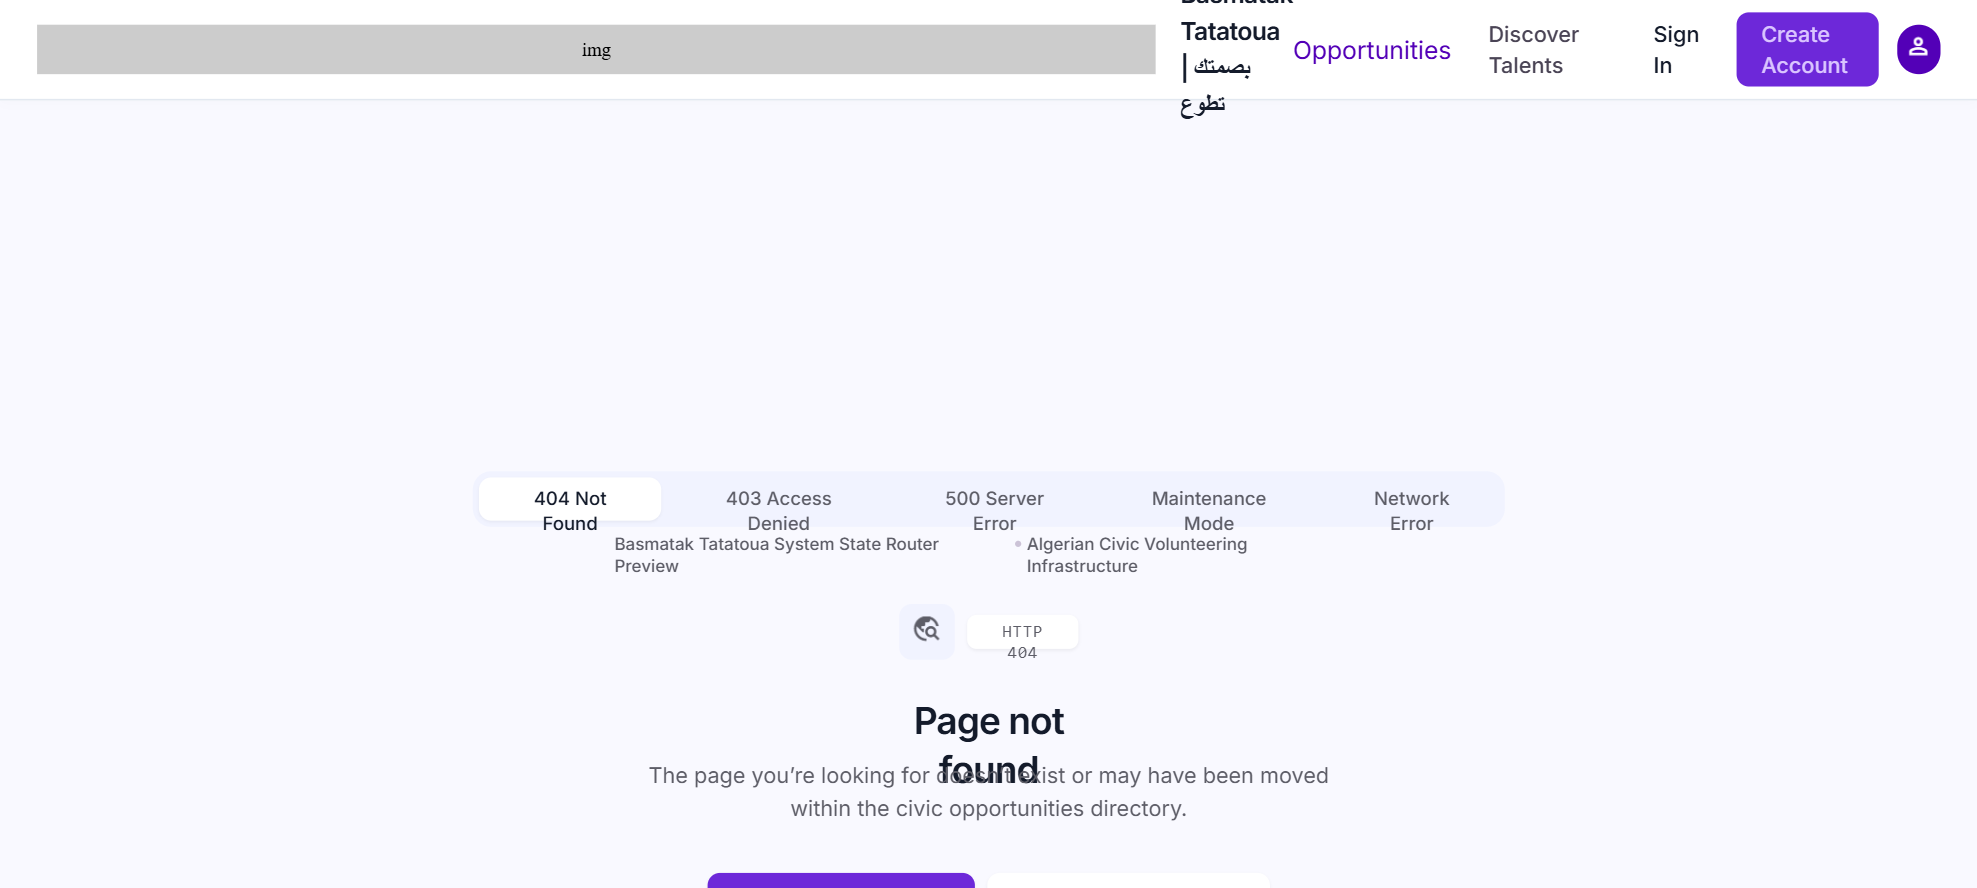 img
Basmatak
Tatatoua
| بصمتك
تطوع
Opportunities
Discover
Talents
Sign
In
Create
Account
404 Not
Found
403 Access
Denied
500 Server
Error
Maintenance
Mode
Network
Error
Basmatak Tatatoua System State Router
Preview
Algerian Civic Volunteering
Infrastructure
HTTP
404
Page not
found
The page you’re looking for doesn't exist or may have been moved
within the civic opportunities directory.